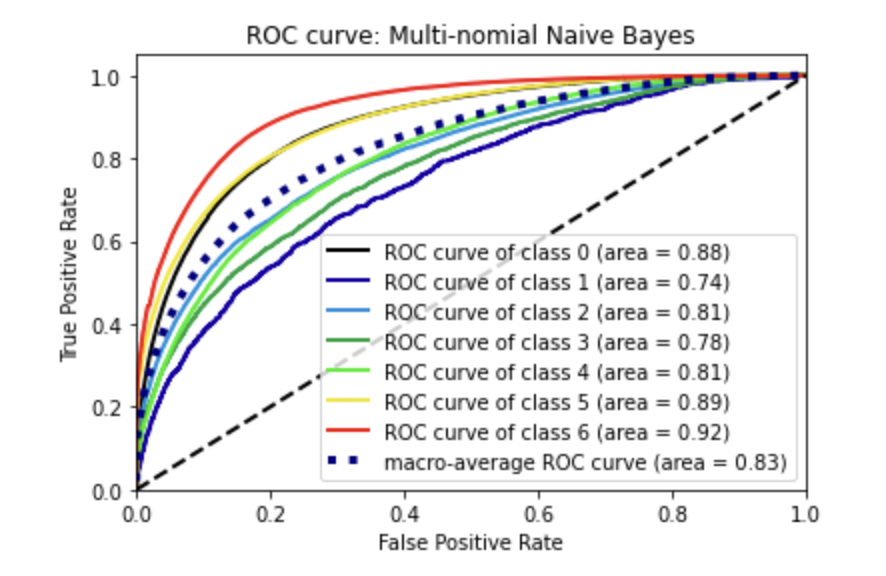 ROC curve: Multi-nomial Naive Bayes
1.0
0.8
0.6
0.4
0.2
0.0
True Positive Rate
ROC curve of class 0 (area = 0.88)
ROC curve of class 1 (area = 0.74)
ROC curve of class 2 (area = 0.81)
ROC curve of class 3 (area = 0.78)
ROC curve of class 4 (area = 0.81)
ROC curve of class 5 (area = 0.89)
ROC curve of class 6 (area = 0.92)
macro-average ROC curve (area = 0.83)
0.0 0.2 0.4 0.6 0.8 1.0
False Positive Rate